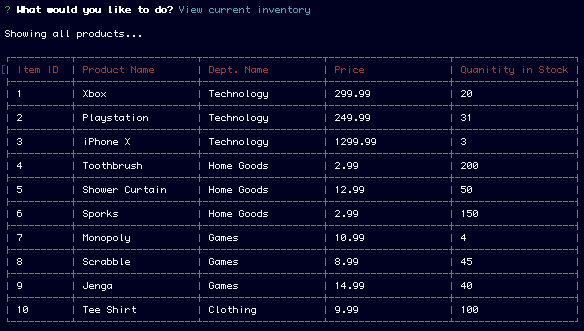 ? What would you like to do? View current inventory
Showing all products...
Item ID Product Name Dept. Name Price Quanitity in Stock
1 Xbox Technology 299.99 20
2 Playstation Technology 249.99 31
3 iPhone X Technology 1299.99 3
4 Toothbrush Home Goods 2.99 200
5 Shower Curtain Home Goods 12.99 50
6 Sporks Home Goods 2.99 150
7 Monopoly Games 10.99 4
8 Scrabble Games 8.99 45
9 Jenga Games 14.99 40
10 Tee Shirt Clothing 9.99 100